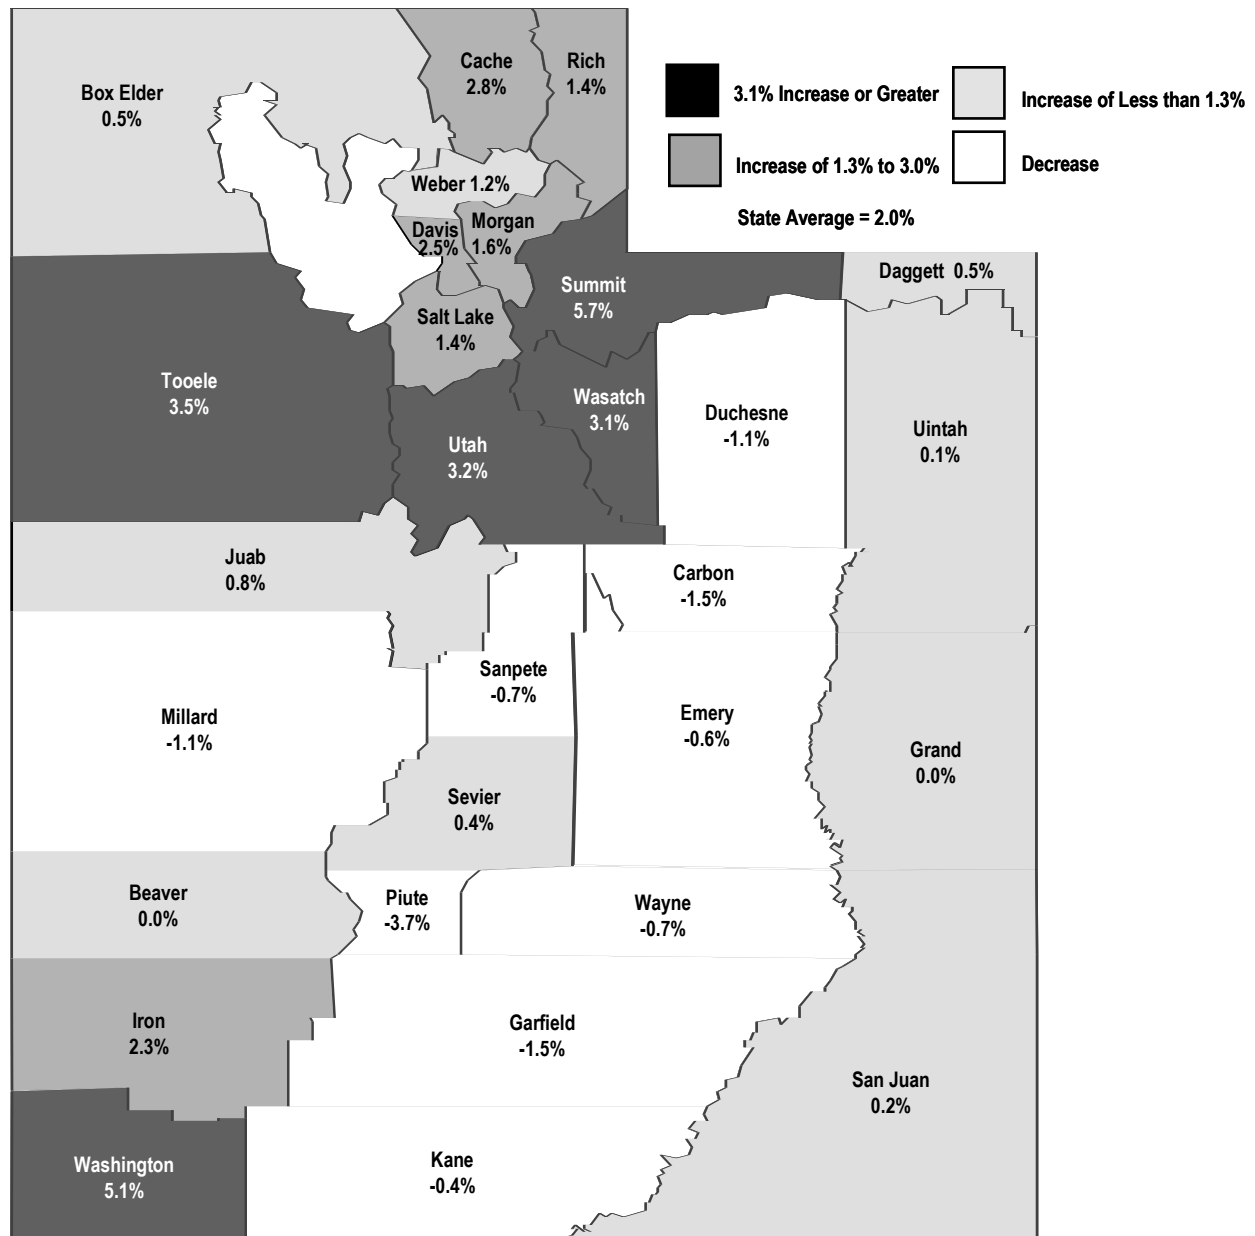 Cache
2.8%
Rich
1.4%
Box Elder
0.5%
3.1% Increase or Greater
Increase of Less than 1.3%
Increase of 1.3% to 3.0%
Decrease
State Average = 2.0%
Weber 1.2%
Davis
2.5%
Morgan
1.6%
Summit
5.7%
Daggett 0.5%
Salt Lake
1.4%
Tooele
3.5%
Wasatch
3.1%
Duchesne
-1.1%
Uintah
0.1%
Utah
3.2%
Juab
0.8%
Carbon
-1.5%
Sanpete
-0.7%
Millard
-1.1%
Emery
-0.6%
Grand
0.0%
Sevier
0.4%
Beaver
0.0%
Piute
-3.7%
Wayne
-0.7%
Iron
2.3%
Garfield
-1.5%
San Juan
0.2%
Washington
5.1%
Kane
-0.4%